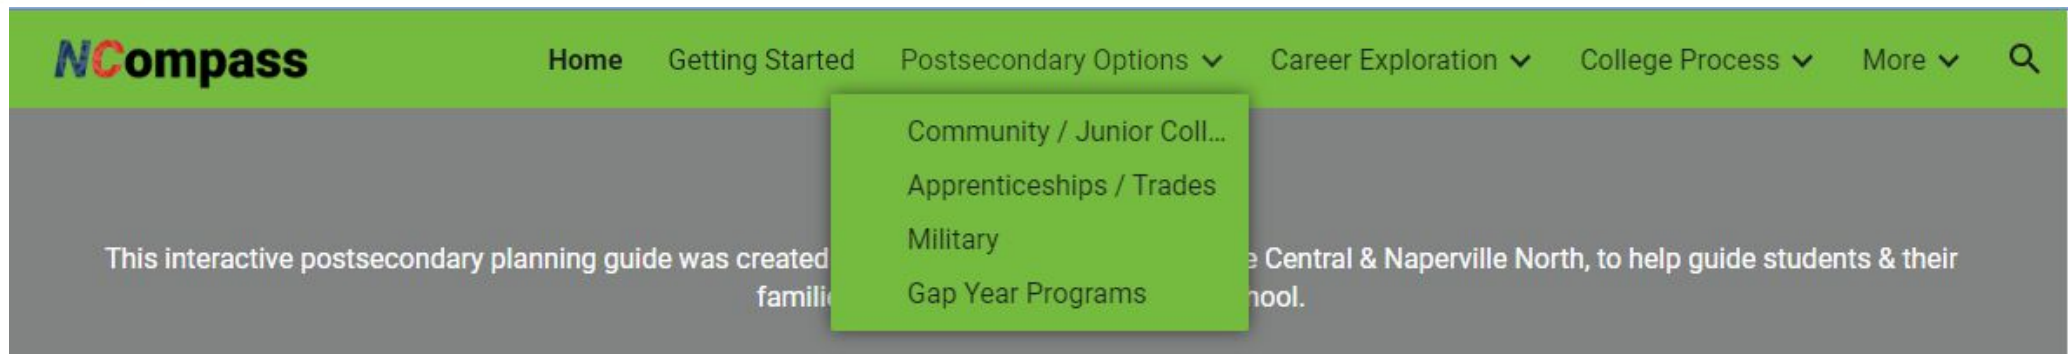 NCompass Home Getting Started Postsecondary Options Career Exploration College Process More
Community / Junior Coll...
Apprenticeships / Trades
Military
Gap Year Programs
This interactive postsecondary planning guide was created Central & Naperville North, to help guide students & their